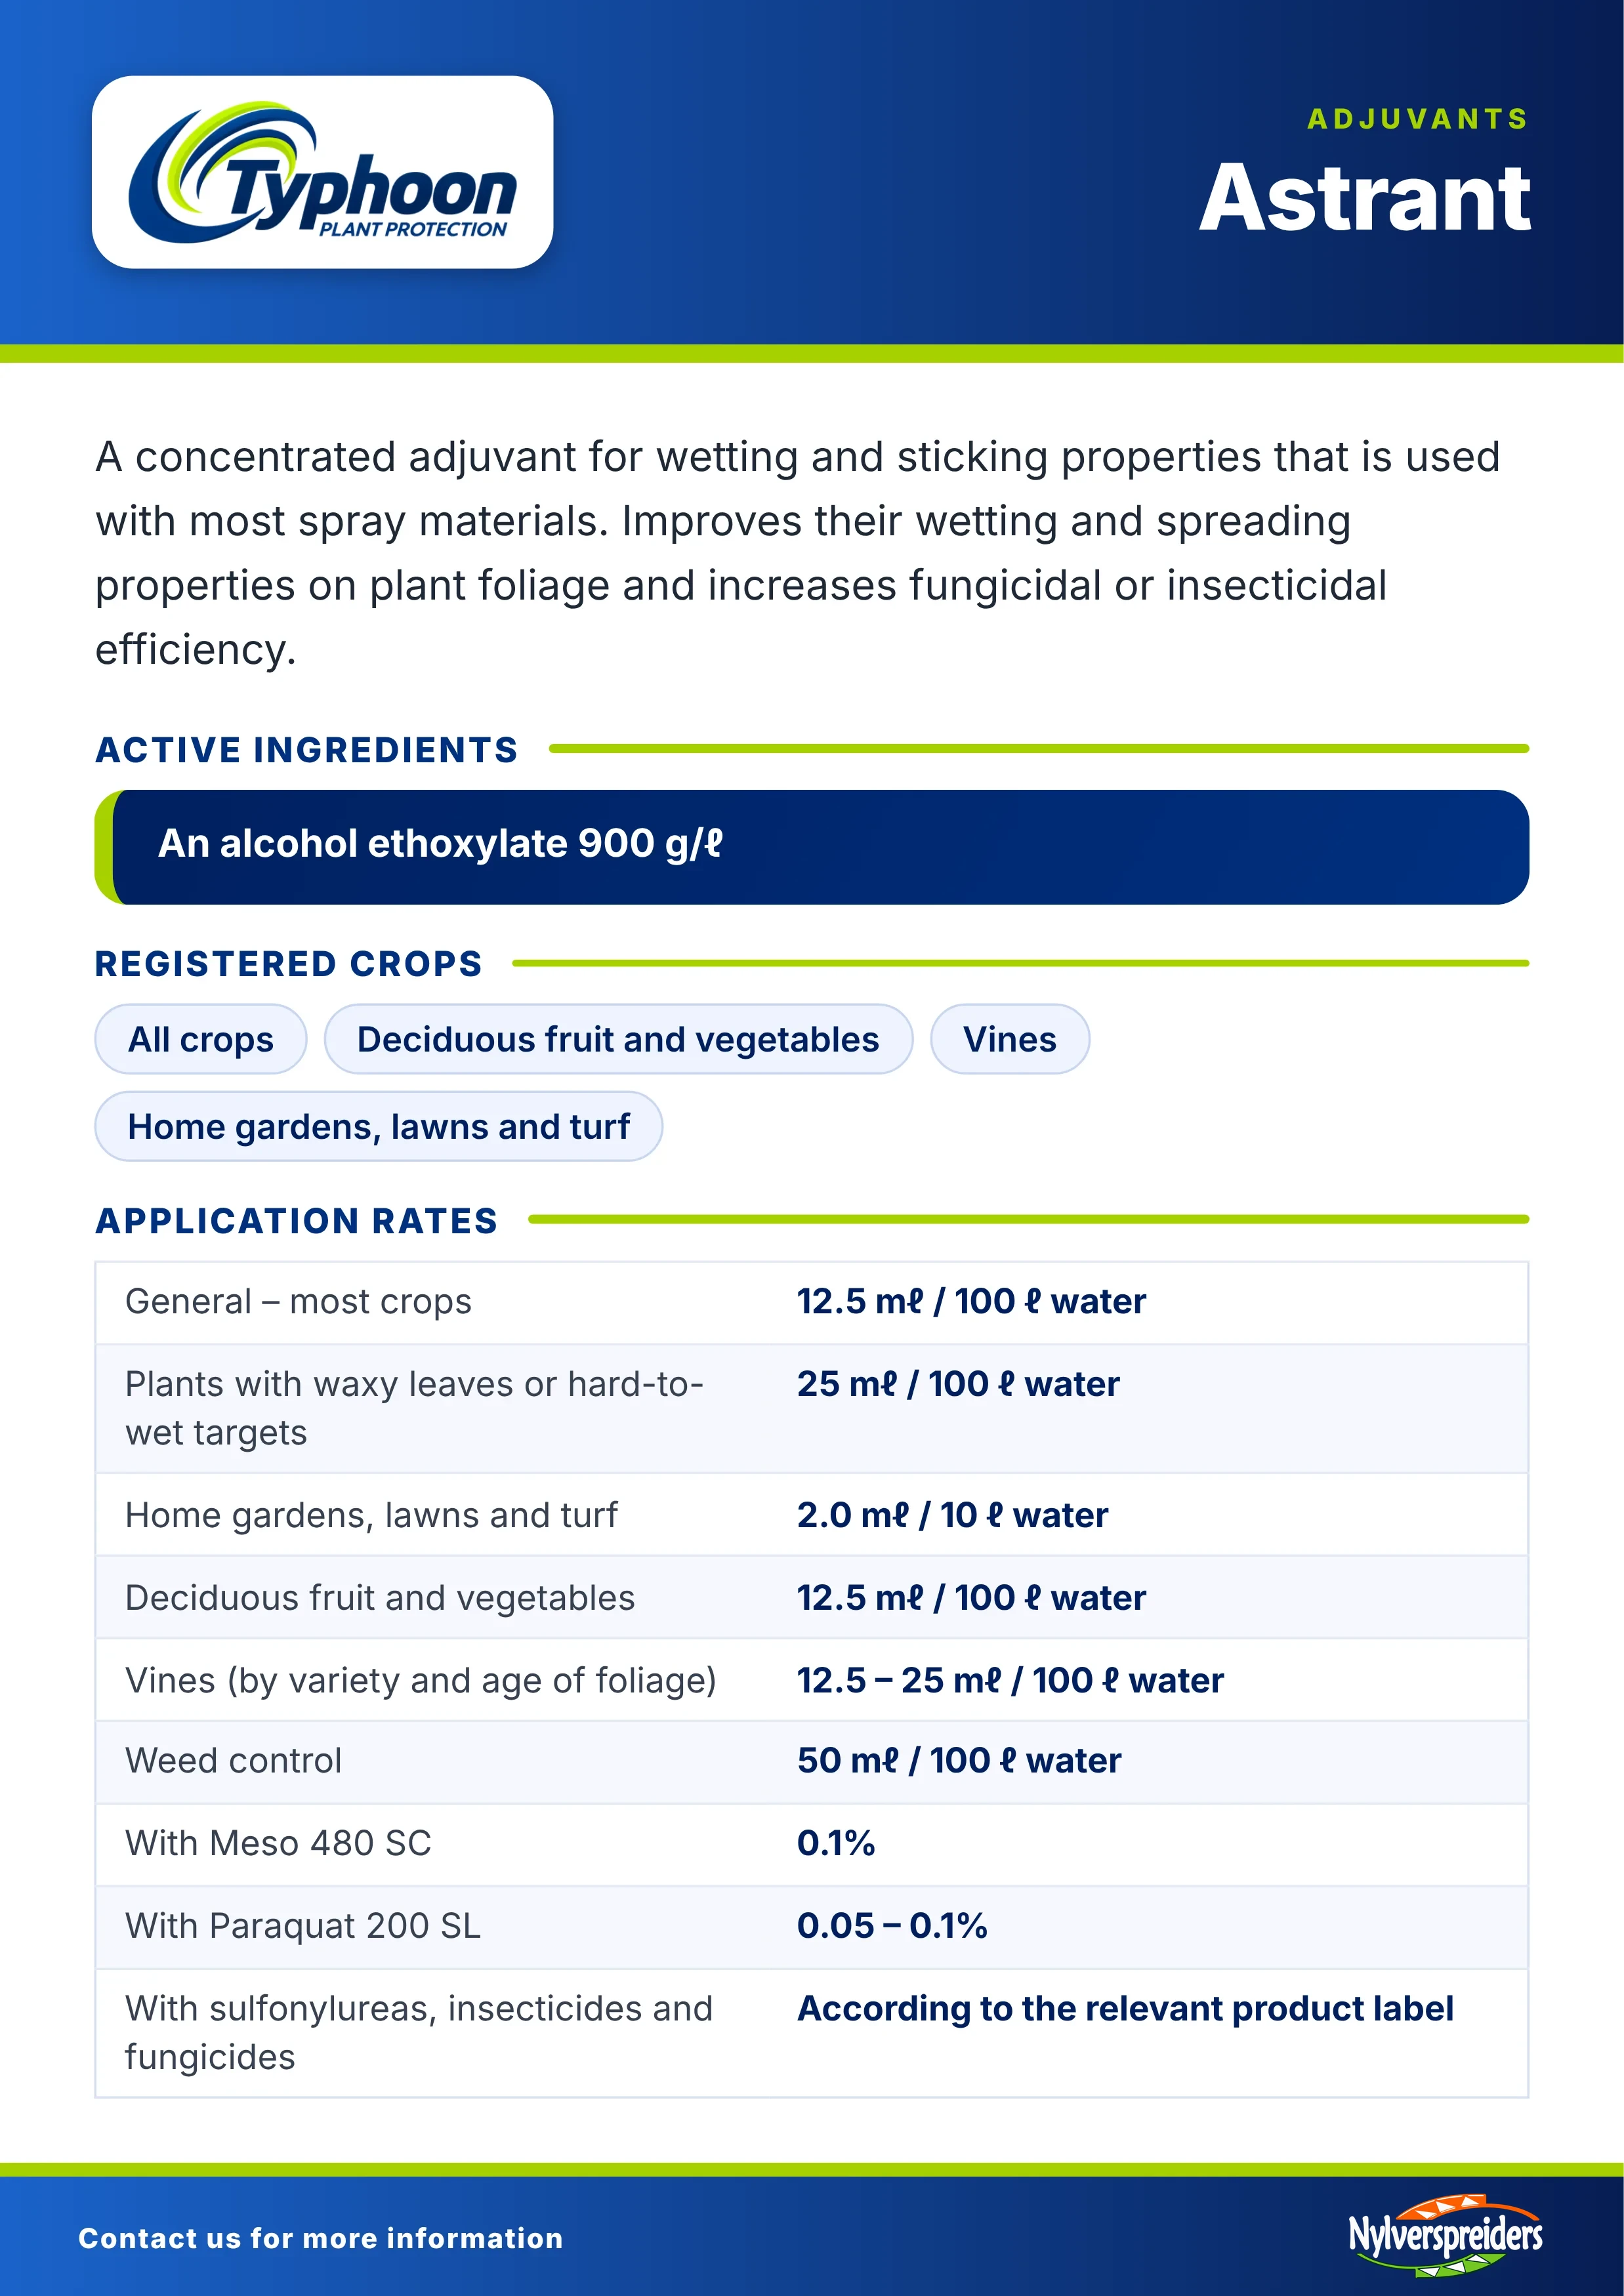 Typhoon
PLANT PROTECTION
ADJUVANTS
Astrant
A concentrated adjuvant for wetting and sticking properties that is used
with most spray materials. Improves their wetting and spreading
properties on plant foliage and increases fungicidal or insecticidal
efficiency.
ACTIVE INGREDIENTS
An alcohol ethoxylate 900 g/ℓ
REGISTERED CROPS
All crops
Deciduous fruit and vegetables
Vines
Home gardens, lawns and turf
APPLICATION RATES
General – most crops
12.5 mℓ / 100 ℓ water
Plants with waxy leaves or hard-to-
wet targets
25 mℓ / 100 ℓ water
Home gardens, lawns and turf
2.0 mℓ / 10 ℓ water
Deciduous fruit and vegetables
12.5 mℓ / 100 ℓ water
Vines (by variety and age of foliage)
12.5 – 25 mℓ / 100 ℓ water
Weed control
50 mℓ / 100 ℓ water
With Meso 480 SC
0.1%
With Paraquat 200 SL
0.05 – 0.1%
With sulfonylureas, insecticides and
fungicides
According to the relevant product label
Contact us for more information
Nylverspreiders